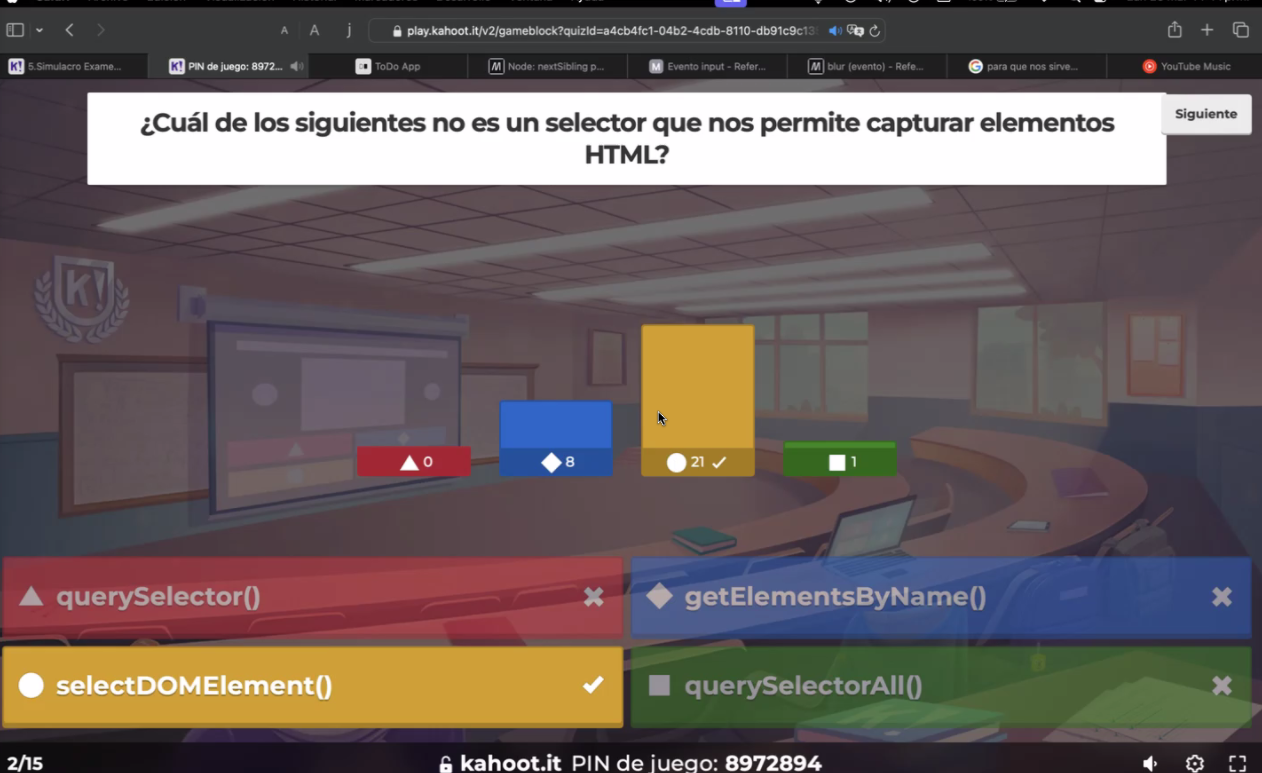 A A j play.kahoot.it/v2/gameblock?quizId=a4cb4fc1-04b2-4cdb-8110-db91c9c13
5.Simulacro Exame... PIN de juego: 8972... ToDo App Node: nextSibling p... Evento input - Refer... blur (evento) - Refe... para que nos sirve... YouTube Music
¿Cuál de los siguientes no es un selector que nos permite capturar elementos
HTML?
Siguiente
K!
0 8 21 1
querySelector() getElementsByName()
selectDOMElement() querySelectorAll()
2/15 kahoot.it PIN de juego: 8972894